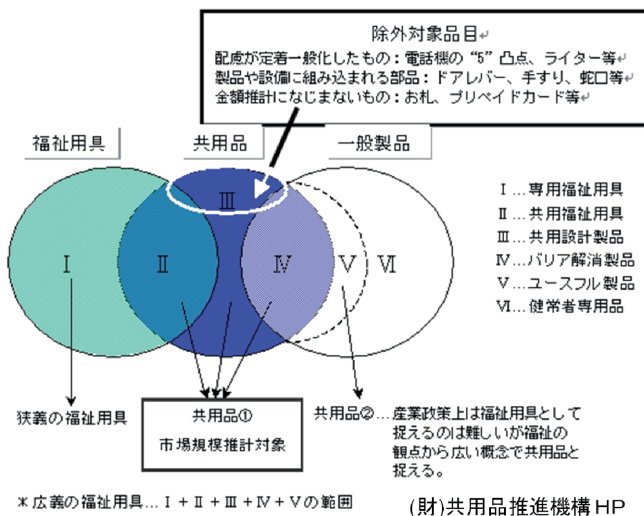 除外対象品目
配慮が定着一般化したもの：電話機の“5”凸点、ライター等
製品や設備に組み込まれる部品：ドアレバー、手すり、蛇口等
金額推計になじまないもの：お札、プリペイドカード等
福祉用具
共用品
一般製品
Ⅰ
Ⅱ
Ⅲ
Ⅳ
Ⅴ
Ⅵ
Ⅰ…専用福祉用具
Ⅱ…共用福祉用具
Ⅲ…共用設計製品
Ⅳ…バリア解消製品
Ⅴ…ユースフル製品
Ⅵ…健常者専用品
狭義の福祉用具
共用品①
市場規模推計対象
共用品②…産業政策上は福祉用具として
捉えるのは難しいが福祉の
観点から広い概念で共用品と
捉える。
＊広義の福祉用具…Ⅰ＋Ⅱ＋Ⅲ＋Ⅳ＋Ⅴの範囲
(財)共用品推進機構HP